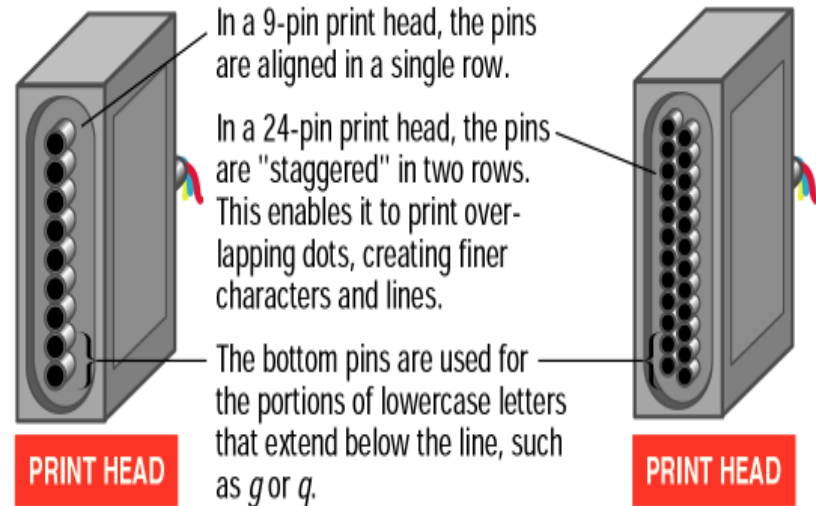 In a 9-pin print head, the pins
are aligned in a single row.
In a 24-pin print head, the pins
are "staggered" in two rows.
This enables it to print over-
lapping dots, creating finer
characters and lines.
The bottom pins are used for
the portions of lowercase letters
that extend below the line, such
as g or q.
PRINT HEAD
PRINT HEAD